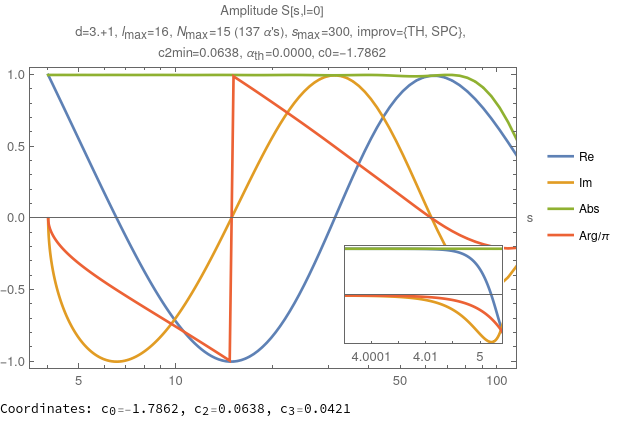 Amplitude S[s,l=0]
d=3.+1, lmax=16, Nmax=15 (137 α's), smax=300, improv={TH, SPC},
c2min=0.0638, αth=0.0000, c0=-1.7862
1.0
0.5
0.0
-0.5
-1.0
s
Re
Im
Abs
Arg/π
4.0001 4.01 5
5 10 50 100
Coordinates: c0=-1.7862, c2=0.0638, c3=0.0421